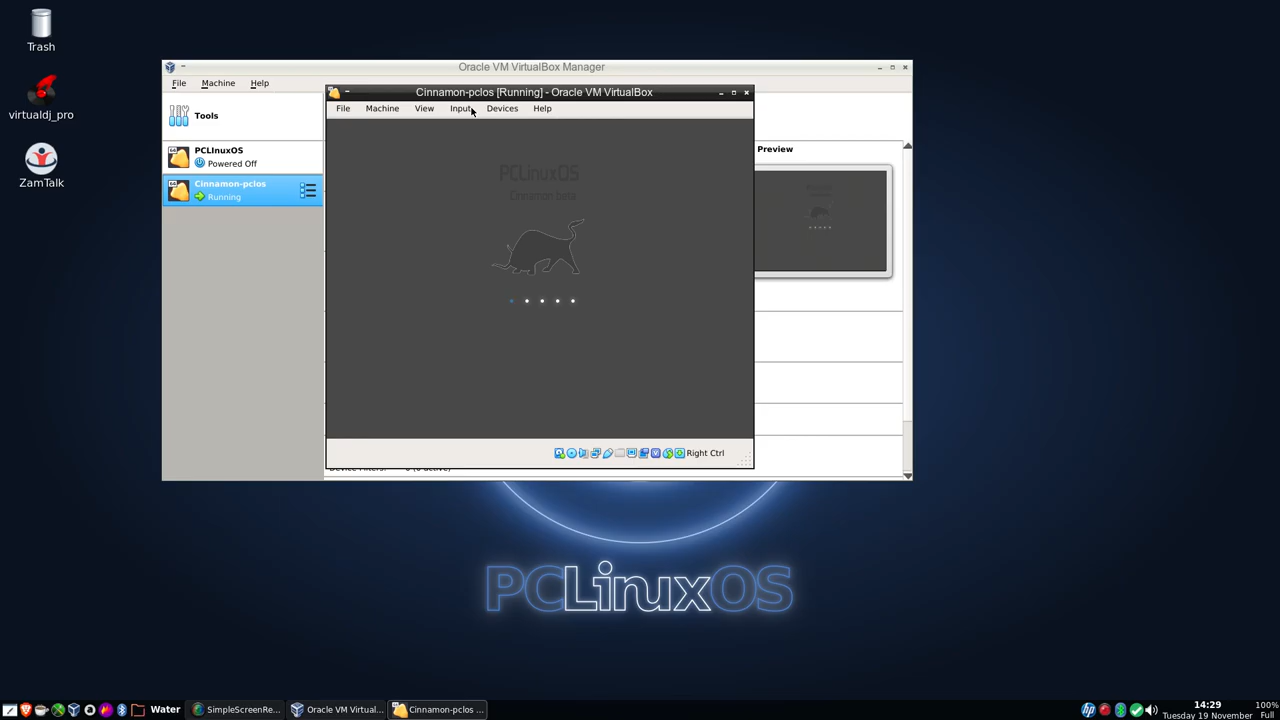 Trash
virtualdj_pro
ZamTalk
Oracle VM VirtualBox Manager
File Machine Help
Tools
PCLInuxOS
Powered Off
Cinnamon-pclos
Running
Preview
Cinnamon-pclos [Running] - Oracle VM VirtualBox
File Machine View Input Devices Help
PCLinuxOS
Cinnamon beta
Right Ctrl
PCLinuxOS
Water
SimpleScreenRe...
Oracle VM Virtual...
Cinnamon-pclos ...
14:29
Tuesday 19 November
100%
Full